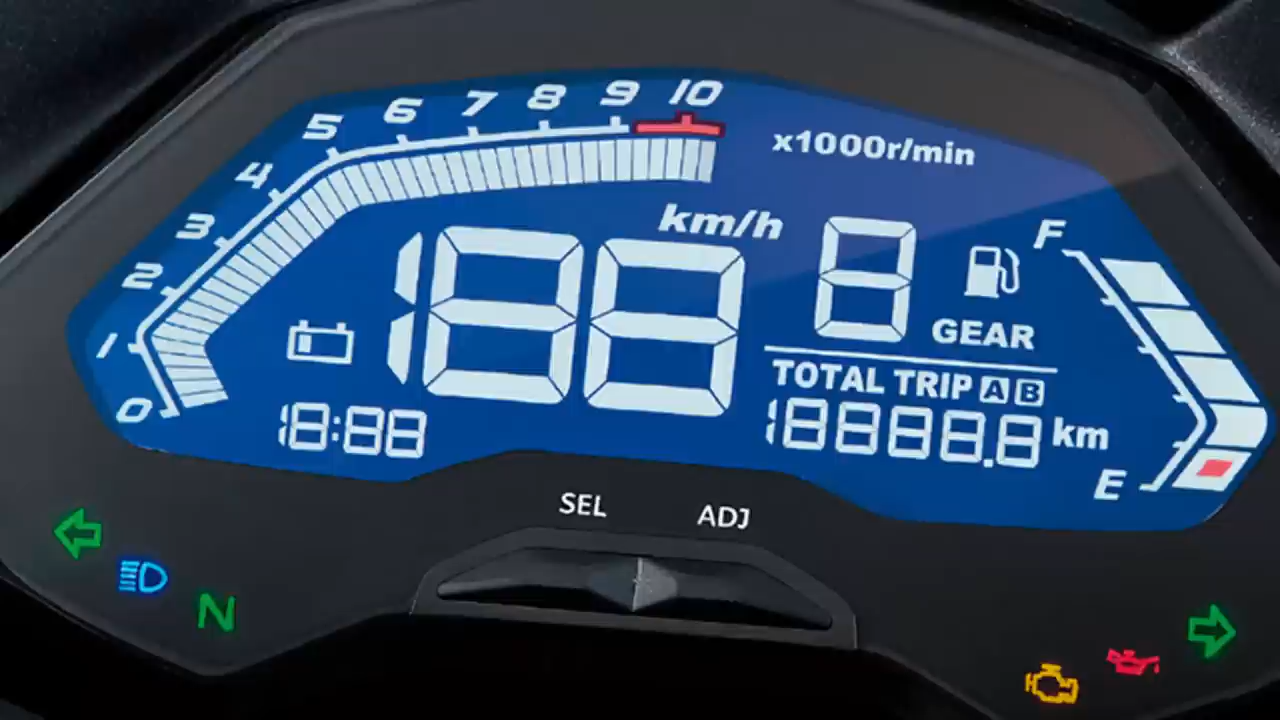 0 1 2 3 4 5 6 7 8 9 10
x1000r/min
km/h
188
8
GEAR
F
TOTAL TRIP A B
18888.8 km
18:88
E
SEL ADJ
N